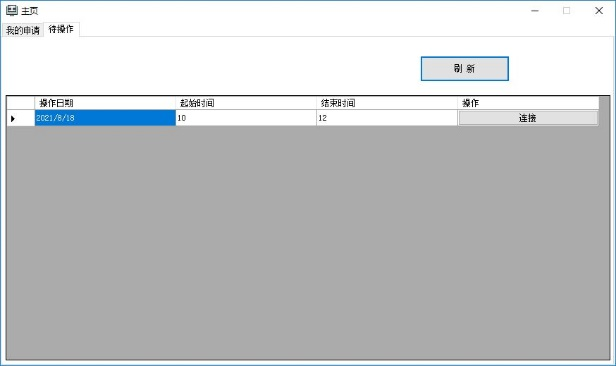 主页
我的申请 待操作
刷 新
操作日期 起始时间 结束时间 操作
2021/8/18 10 12 连接